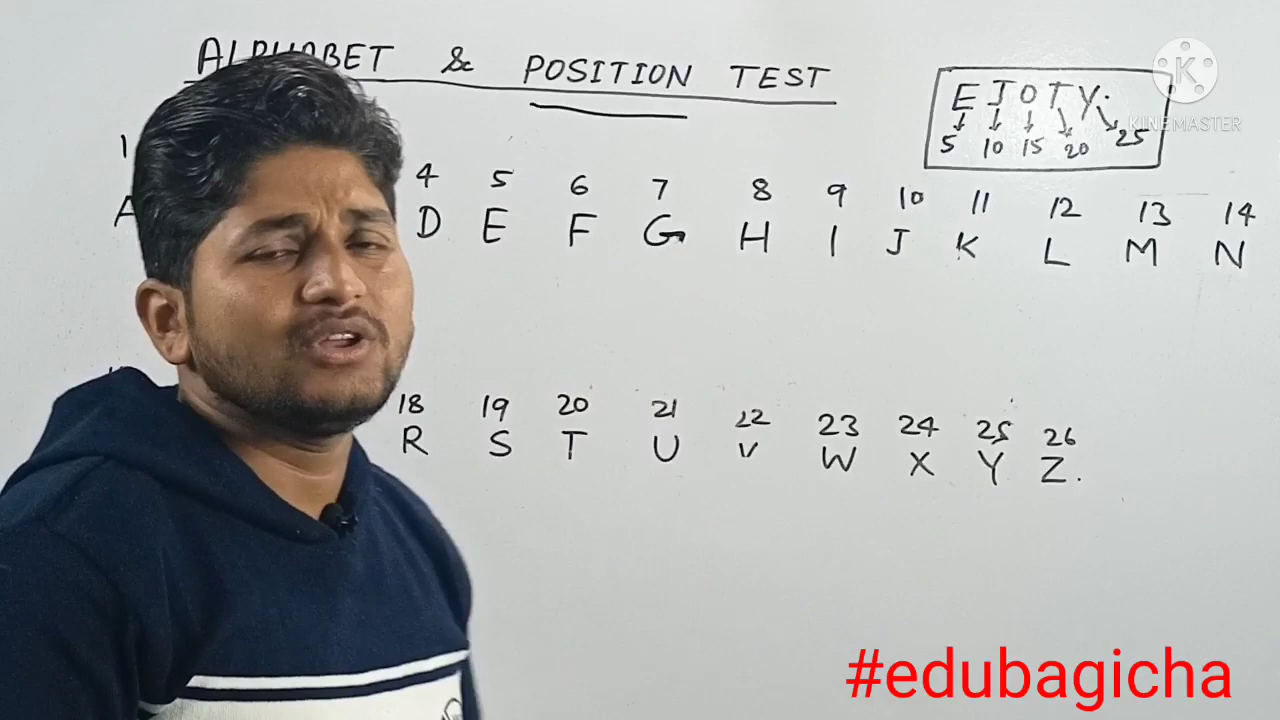 ALPHABET & POSITION TEST
E J O T Y.
5 10 15 20 25
K
KINEMASTER
1 4 5 6 7 8 9 10 11 12 13 14
A D E F G H I J K L M N
18 19 20 21 22 23 24 25 26
R S T U V W X Y Z.
#edubagicha